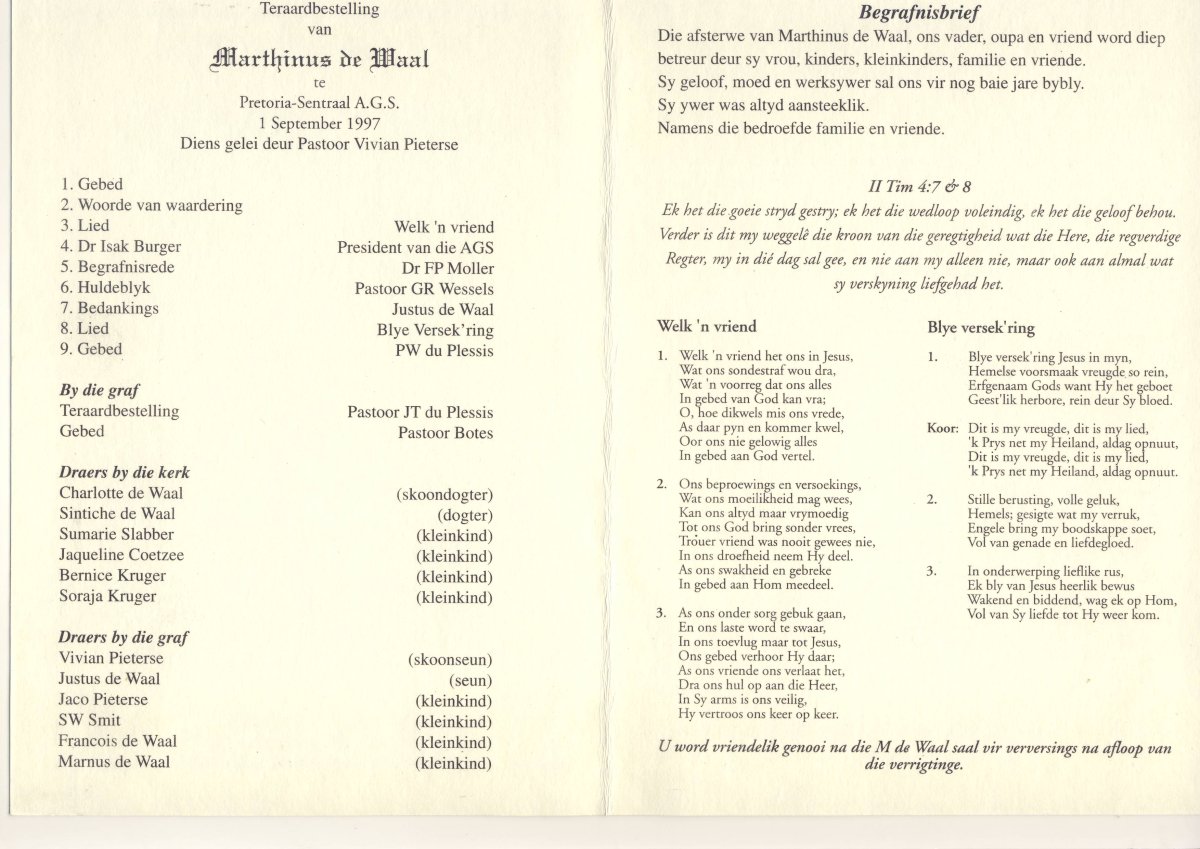 Teraardbestelling
van
Marthinus de Waal
te
Pretoria-Sentraal A.G.S.
1 September 1997
Diens gelei deur Pastoor Vivian Pieterse
1. Gebed
2. Woorde van waardering
3. Lied Welk 'n vriend
4. Dr Isak Burger President van die AGS
5. Begrafnisrede Dr FP Moller
6. Huldeblyk Pastoor GR Wessels
7. Bedankings Justus de Waal
8. Lied Blye Versek'ring
9. Gebed PW du Plessis
By die graf
Teraardbestelling Pastoor JT du Plessis
Gebed Pastoor Botes
Draers by die kerk
Charlotte de Waal (skoondogter)
Sintiche de Waal (dogter)
Sumarie Slabber (kleinkind)
Jaqueline Coetzee (kleinkind)
Bernice Kruger (kleinkind)
Soraja Kruger (kleinkind)
Draers by die graf
Vivian Pieterse (skoonseun)
Justus de Waal (seun)
Jaco Pieterse (kleinkind)
SW Smit (kleinkind)
Francois de Waal (kleinkind)
Marnus de Waal (kleinkind)
Begrafnisbrief
Die afsterwe van Marthinus de Waal, ons vader, oupa en vriend word diep
betreur deur sy vrou, kinders, kleinkinders, familie en vriende.
Sy geloof, moed en werksywer sal ons vir nog baie jare bybly.
Sy ywer was altyd aansteeklik.
Namens die bedroefde familie en vriende.
II Tim 4:7 & 8
Ek het die goeie stryd gestry; ek het die wedloop voleindig, ek het die geloof behou.
Verder is dit my weggelê die kroon van die geregtigheid wat die Here, die regverdige
Regter, my in dié dag sal gee, en nie aan my alleen nie, maar ook aan almal wat
sy verskyning liefgehad het.
Welk 'n vriend
1. Welk 'n vriend het ons in Jesus,
Wat ons sondestraf wou dra,
Wat 'n voorreg dat ons alles
In gebed van God kan vra;
O, hoe dikwels mis ons vrede,
As daar pyn en kommer kwel,
Oor ons nie gelowig alles
In gebed aan God vertel.
2. Ons beproewings en versoekings,
Wat ons moeilikheid mag wees,
Kan ons altyd maar vrymoedig
Tot ons God bring sonder vrees,
Trouer vriend was nooit gewees nie,
In ons droefheid neem Hy deel.
As ons swakheid en gebreke
In gebed aan Hom meedeel.
3. As ons onder sorg gebuk gaan,
En ons laste word te swaar,
In ons toevlug maar tot Jesus,
Ons gebed verhoor Hy daar;
As ons vriende ons verlaat het,
Dra ons hul op aan die Heer,
In Sy arms is ons veilig,
Hy vertroos ons keer op keer.
Blye versek'ring
1. Blye versek'ring Jesus in myn,
Hemelse voorsmaak vreugde so rein,
Erfgenaam Gods want Hy het geboet
Geest'lik herbore, rein deur Sy bloed.
Koor: Dit is my vreugde, dit is my lied,
'k Prys net my Heiland, aldag opnuut,
Dit is my vreugde, dit is my lied,
'k Prys net my Heiland, aldag opnuut.
2. Stille berusting, volle geluk,
Hemels; gesigte wat my verruk,
Engele bring my boodskappe soet,
Vol van genade en liefdegloed.
3. In onderwerping lieflike rus,
Ek bly van Jesus heerlik bewus
Wakend en biddend, wag ek op Hom,
Vol van Sy liefde tot Hy weer kom.
U word vriendelik genooi na die M de Waal saal vir verversings na afloop van
die verrigtinge.